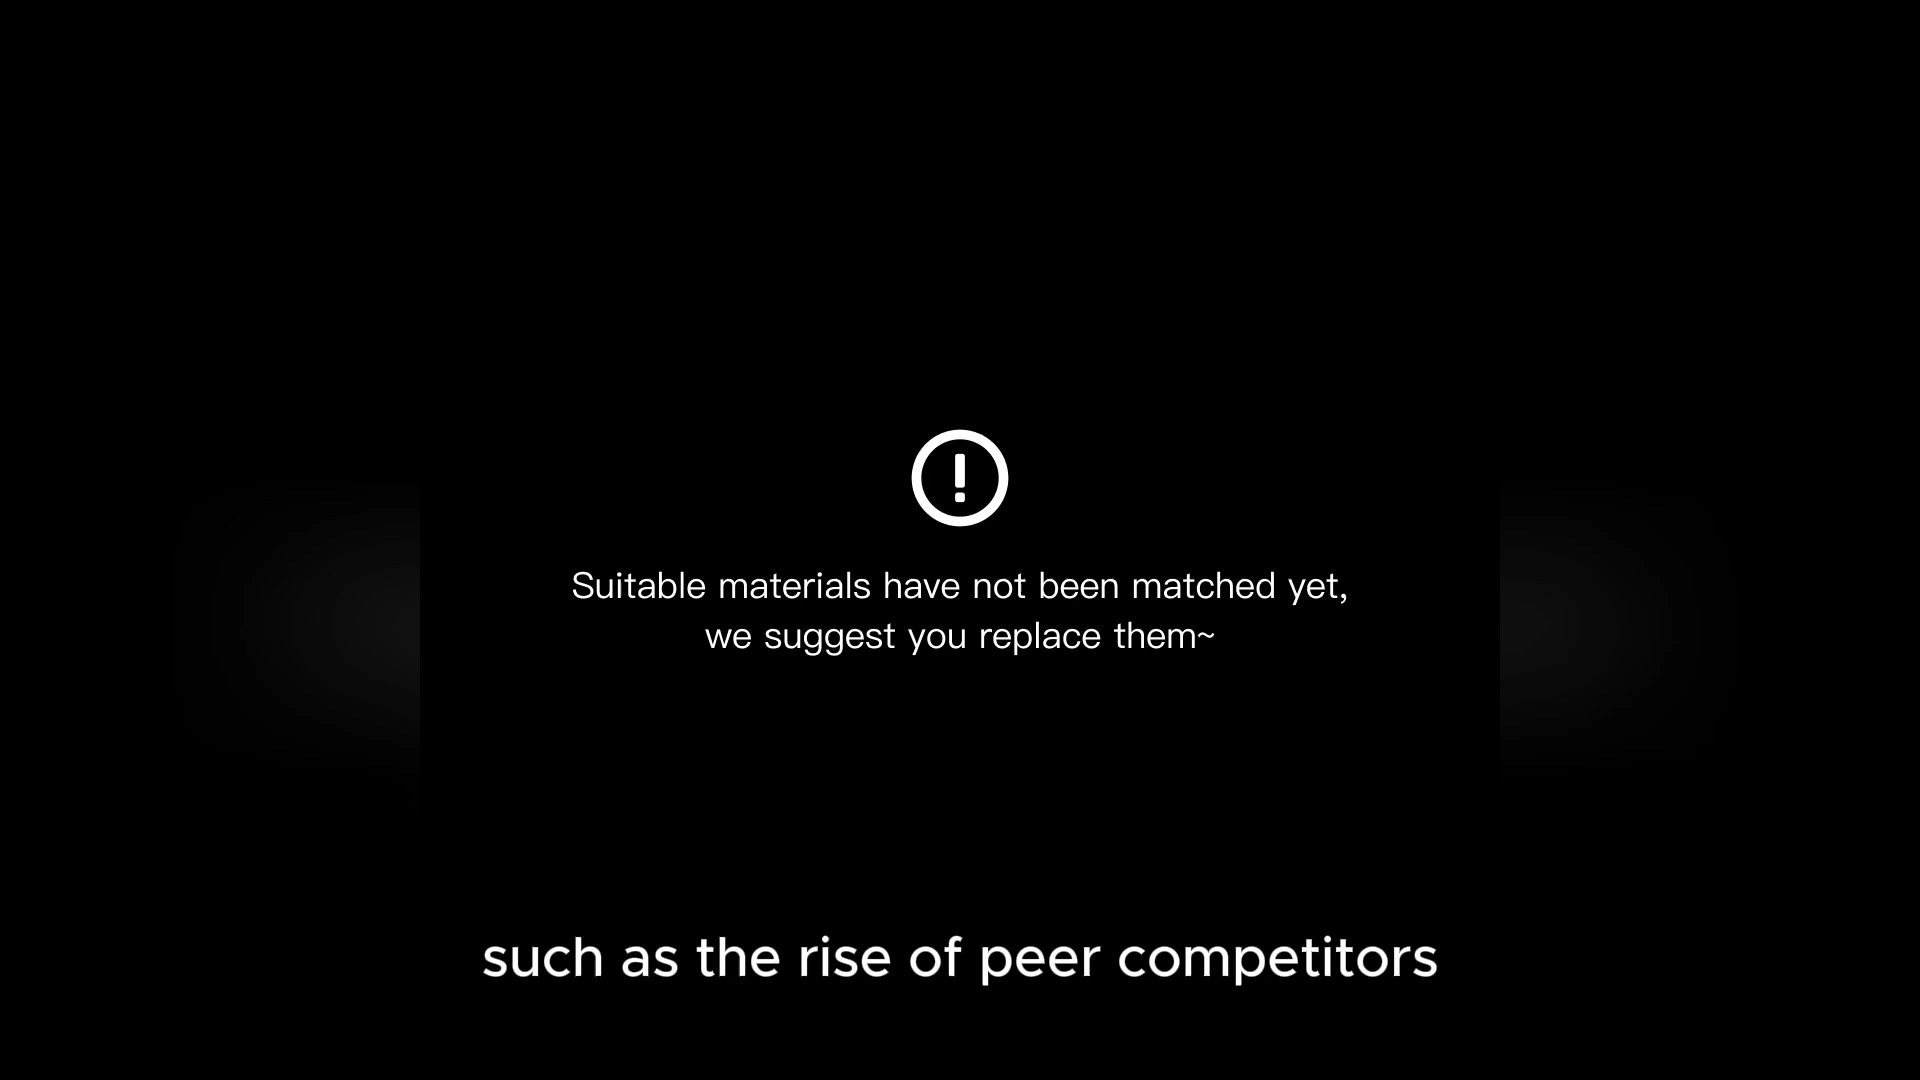 Suitable materials have not been matched yet,
we suggest you replace them~
such as the rise of peer competitors